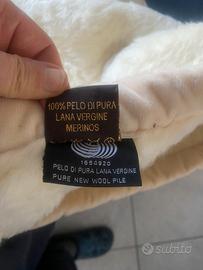 100% PELO DI PURA
LANA VERGINE
MERINOS
1664920
PELO DI PURA LANA VERGINE
PURE NEW WOOL PILE
subito